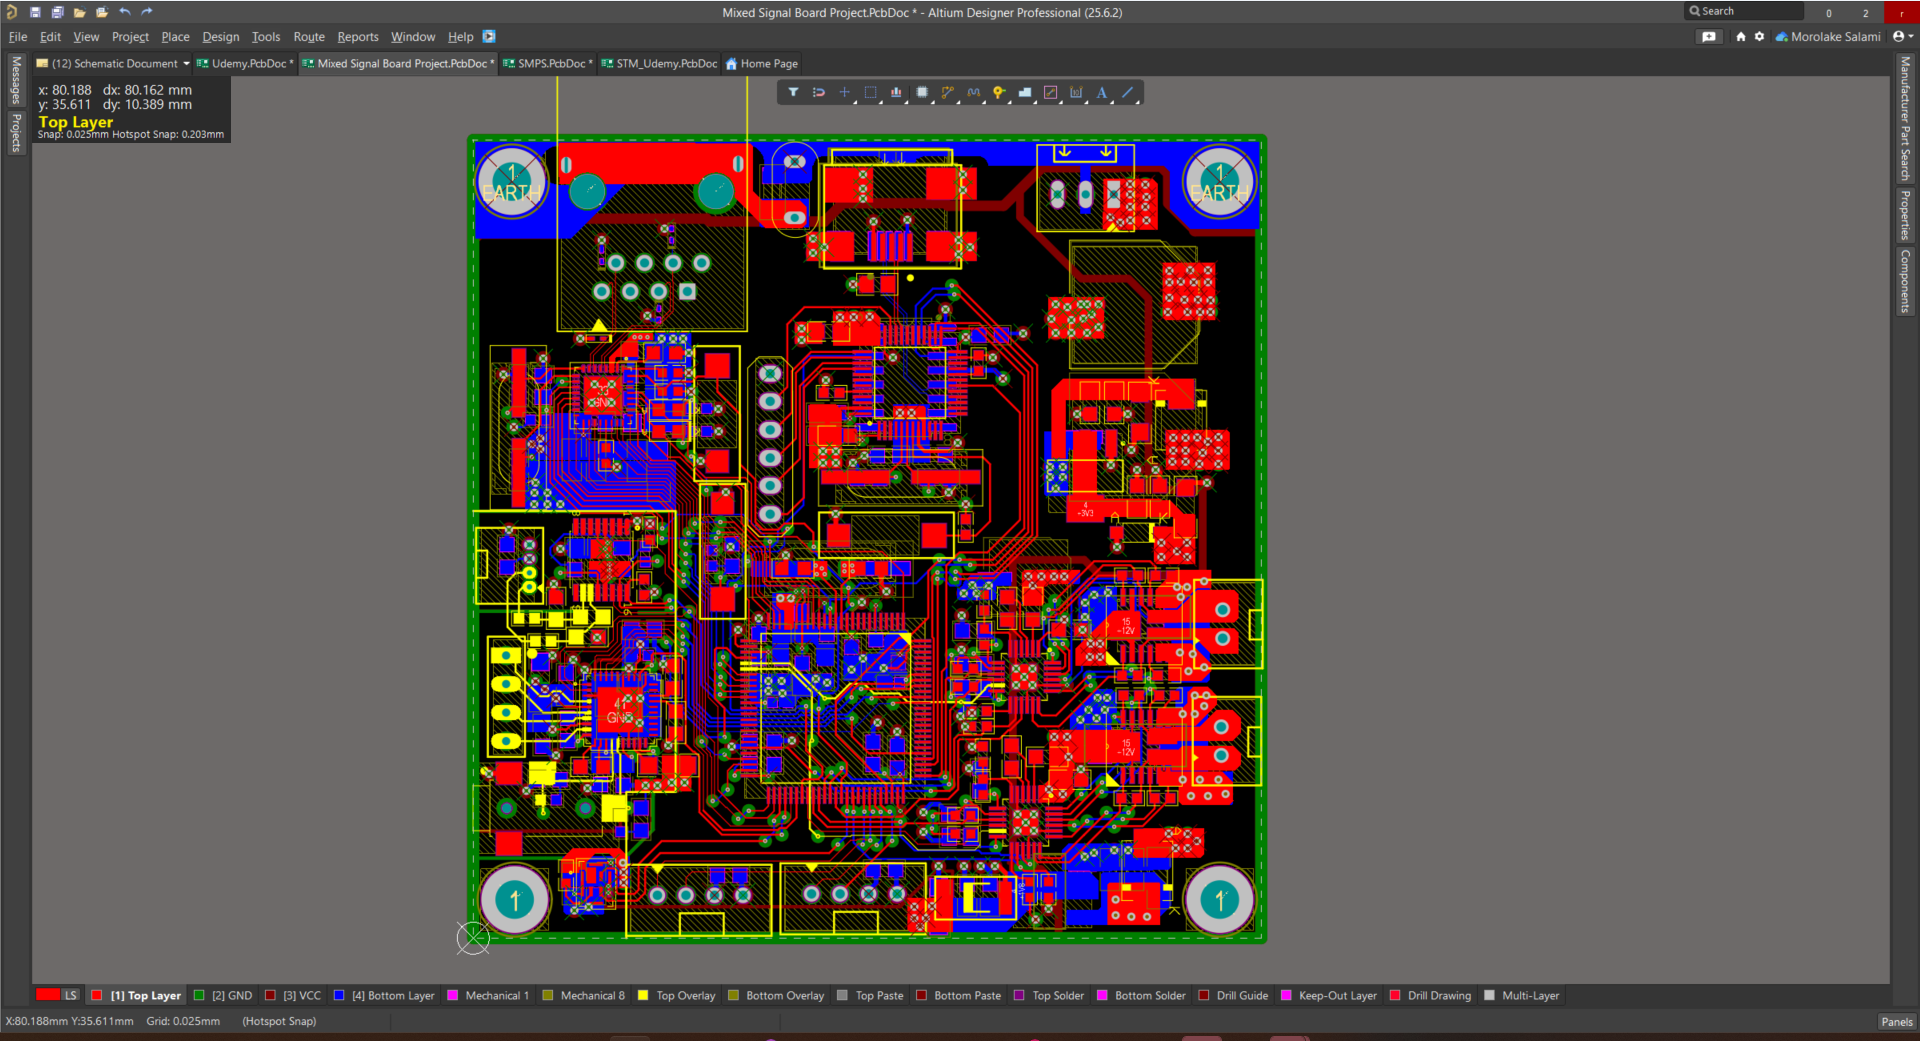 Mixed Signal Board Project.PcbDoc * - Altium Designer Professional (25.6.2)
Search
File Edit View Project Place Design Tools Route Reports Window Help
Morolake Salami
(12) Schematic Document
Udemy.PcbDoc *
Mixed Signal Board Project.PcbDoc *
SMPS.PcbDoc *
STM_Udemy.PcbDoc
Home Page
Messages
Projects
x: 80.188 dx: 80.162 mm
y: 35.611 dy: 10.389 mm
Top Layer
Snap: 0.025mm Hotspot Snap: 0.203mm
Manufacturer Part Search
Properties
Components
1
EARTH
1
EARTH
33
GND
4
-3V3
A
K
K
16
15
-12V
41
GND
15
-12V
1
1
K
LS
[1] Top Layer
[2] GND
[3] VCC
[4] Bottom Layer
Mechanical 1
Mechanical 8
Top Overlay
Bottom Overlay
Top Paste
Bottom Paste
Top Solder
Bottom Solder
Drill Guide
Keep-Out Layer
Drill Drawing
Multi-Layer
X:80.188mm Y:35.611mm Grid: 0.025mm (Hotspot Snap)
Panels